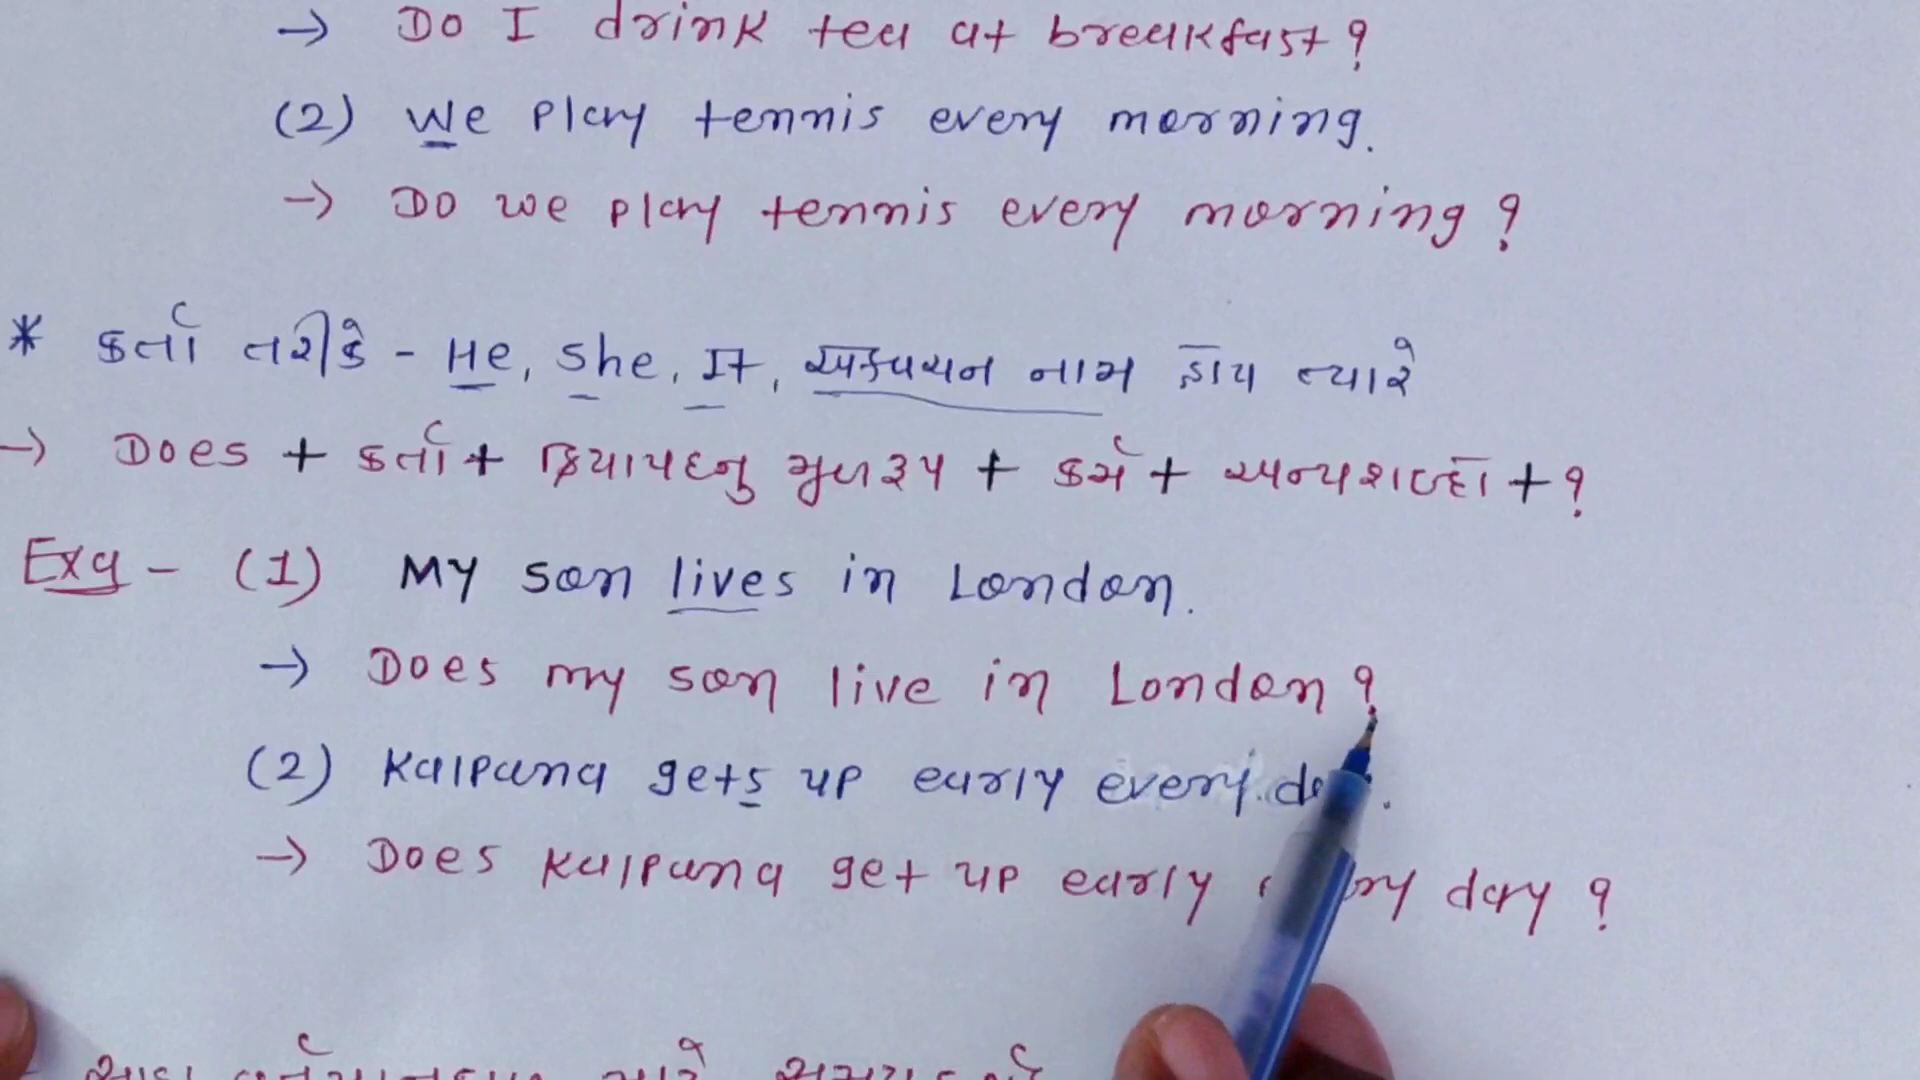 → Do I drink tea at breakfast?
(2) We play tennis every morning.
→ Do we play tennis every morning?
* કર્તા તરીકે - He, She, It, એકવચન નામ હોય ત્યારે
→ Does + કર્તા + ક્રિયાપદનુ મુળરૂપ + કર્મ + અન્યશબ્દો + ?
Exa - (1) My son lives in London.
→ Does my son live in London?
(2) Kalpana gets up early every
→ Does Kalpana get up early day?